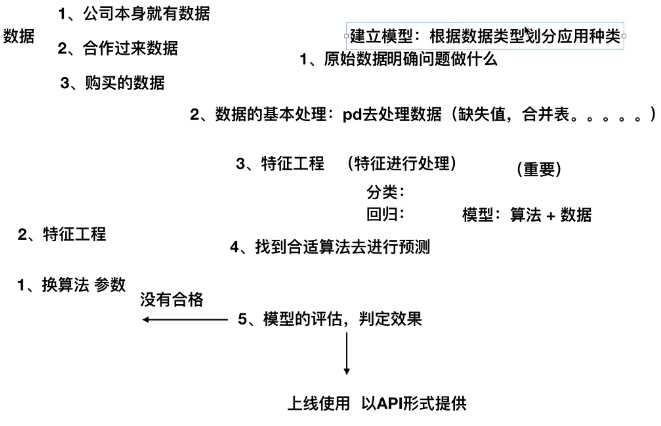 1、公司本身就有数据
数据
2、合作过来数据
3、购买的数据
建立模型：根据数据类型划分应用种类
1、原始数据明确问题做什么
2、数据的基本处理：pd去处理数据（缺失值，合并表。。。。。）
3、特征工程 （特征进行处理） （重要）
分类：
回归： 模型：算法 + 数据
2、特征工程
4、找到合适算法去进行预测
1、换算法 参数
没有合格
5、模型的评估，判定效果
上线使用 以API形式提供